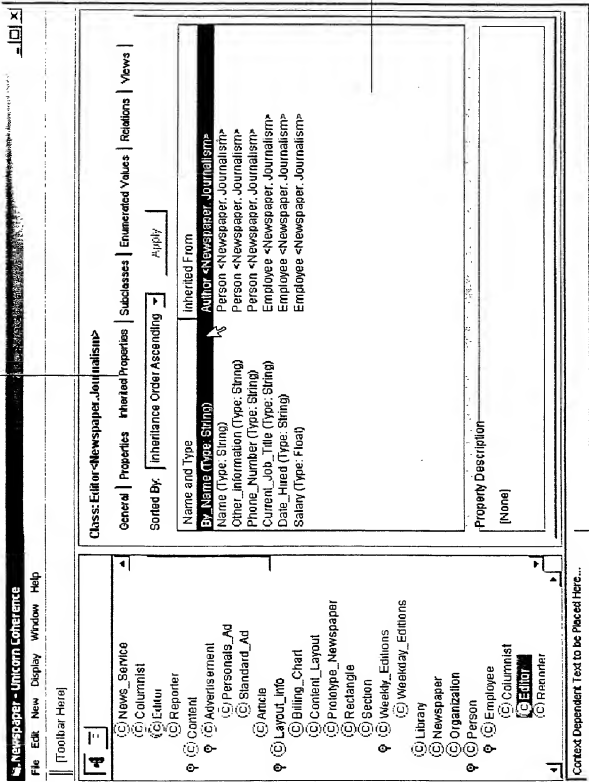 Newspaper - Unicorn Coherence
File Edit New Display Window Help
[Toolbar Here]
News_Service
Columnist
Editor
Reporter
Content
Advertisement
Personals_Ad
Standard_Ad
Article
Layout_Info
Billing_Chart
Content_Layout
Prototype_Newspaper
Rectangle
Section
Weekly_Editions
Weekday_Editions
Library
Newspaper
Organization
Person
Employee
Columnist
Editor
Reporter
Class: Editor<Newspaper.Journalism>
General Properties Inherited Properties Subclasses Enumerated Values Relations Views
Sorted By: Inheritance Order Ascending Apply
Name and Type Inherited From
By_Name (Type: String) Author <Newspaper.Journalism>
Name (Type: String) Person <Newspaper.Journalism>
Other_Information (Type: String) Person <Newspaper.Journalism>
Phone_Number (Type: String) Person <Newspaper.Journalism>
Current_Job_Title (Type: String) Employee <Newspaper.Journalism>
Date_Hired (Type: String) Employee <Newspaper.Journalism>
Salary (Type: Float) Employee <Newspaper.Journalism>
Property Description
[None]
Context Dependent Text to be Placed Here...